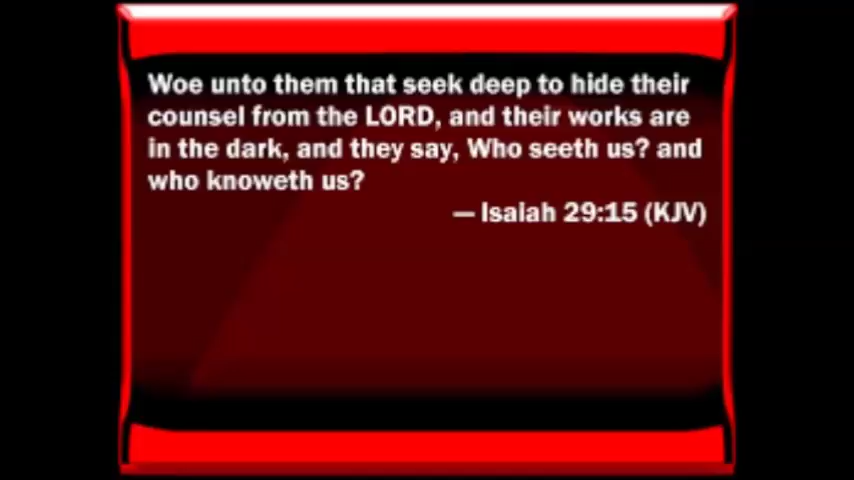 Woe unto them that seek deep to hide their
counsel from the LORD, and their works are
in the dark, and they say, Who seeth us? and
who knoweth us?
— Isaiah 29:15 (KJV)